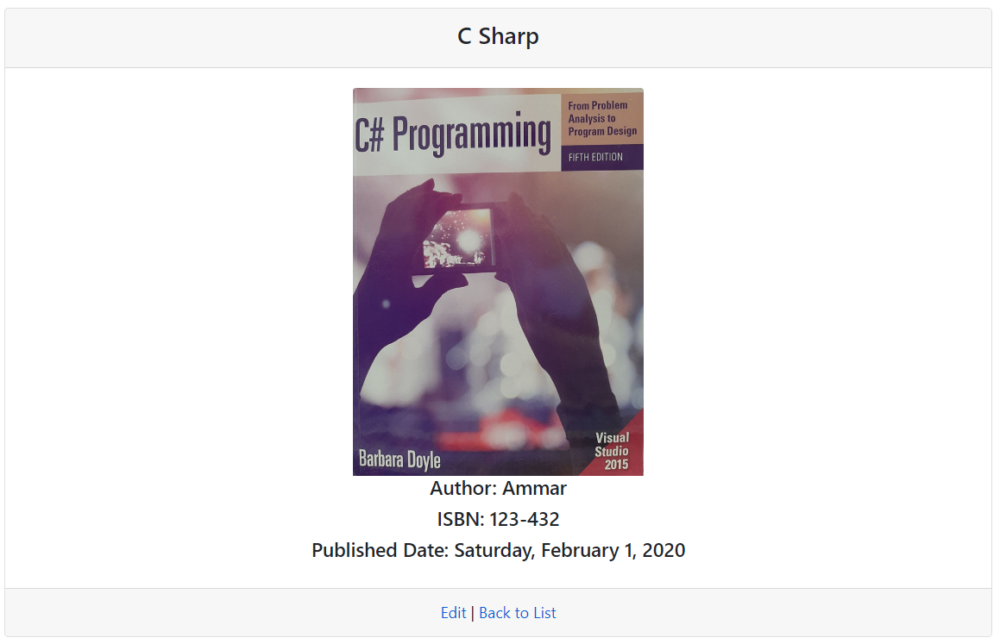 C Sharp
C# Programming
From Problem
Analysis to
Program Design
FIFTH EDITION
Barbara Doyle
Visual
Studio
2015
Author: Ammar
ISBN: 123-432
Published Date: Saturday, February 1, 2020
Edit | Back to List